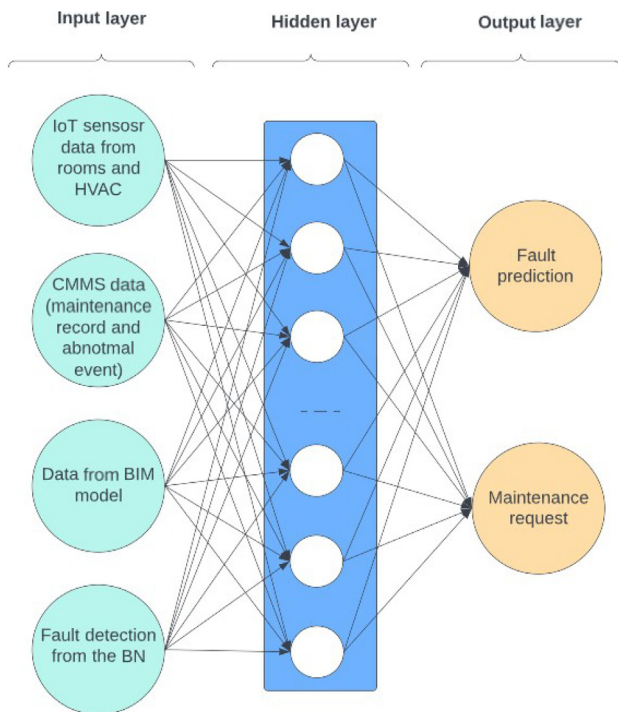 Input layer
Hidden layer
Output layer
IoT sensosr
data from
rooms and
HVAC
CMMS data
(maintenance
record and
abnotmal
event)
Data from BIM
model
Fault detection
from the BN
Fault
prediction
Maintenance
request